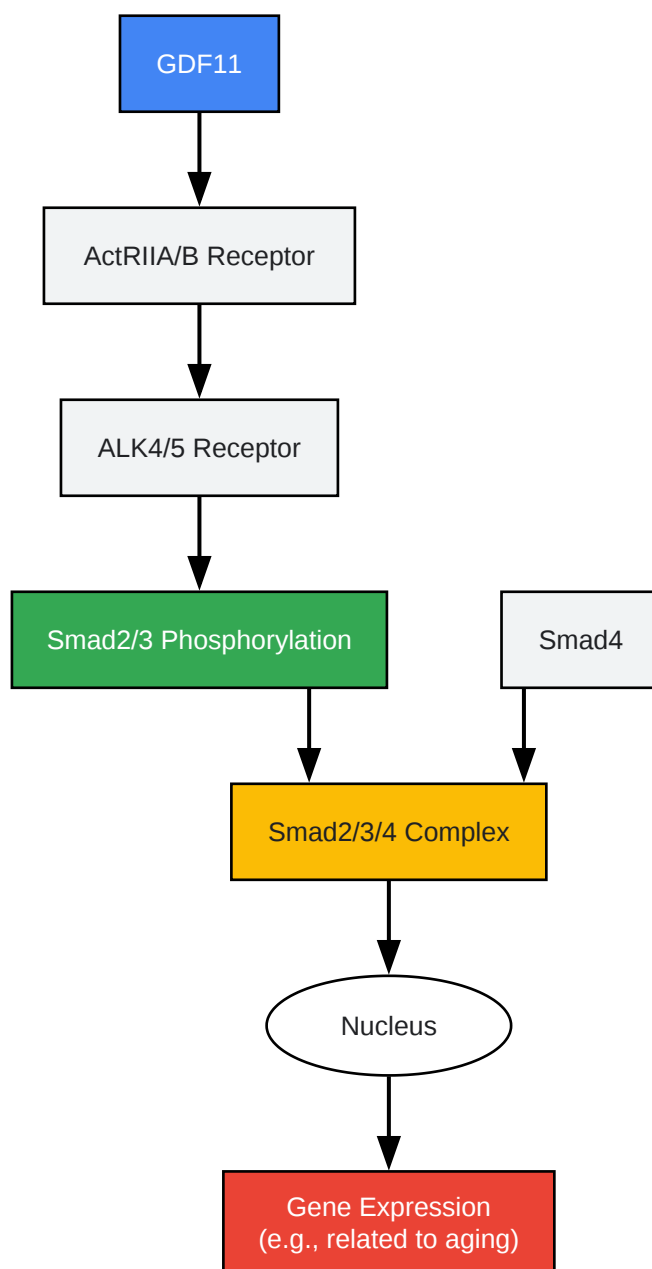 GDF11
ActRIIA/B Receptor
ALK4/5 Receptor
Smad2/3 Phosphorylation
Smad4
Smad2/3/4 Complex
Nucleus
Gene Expression
(e.g., related to aging)